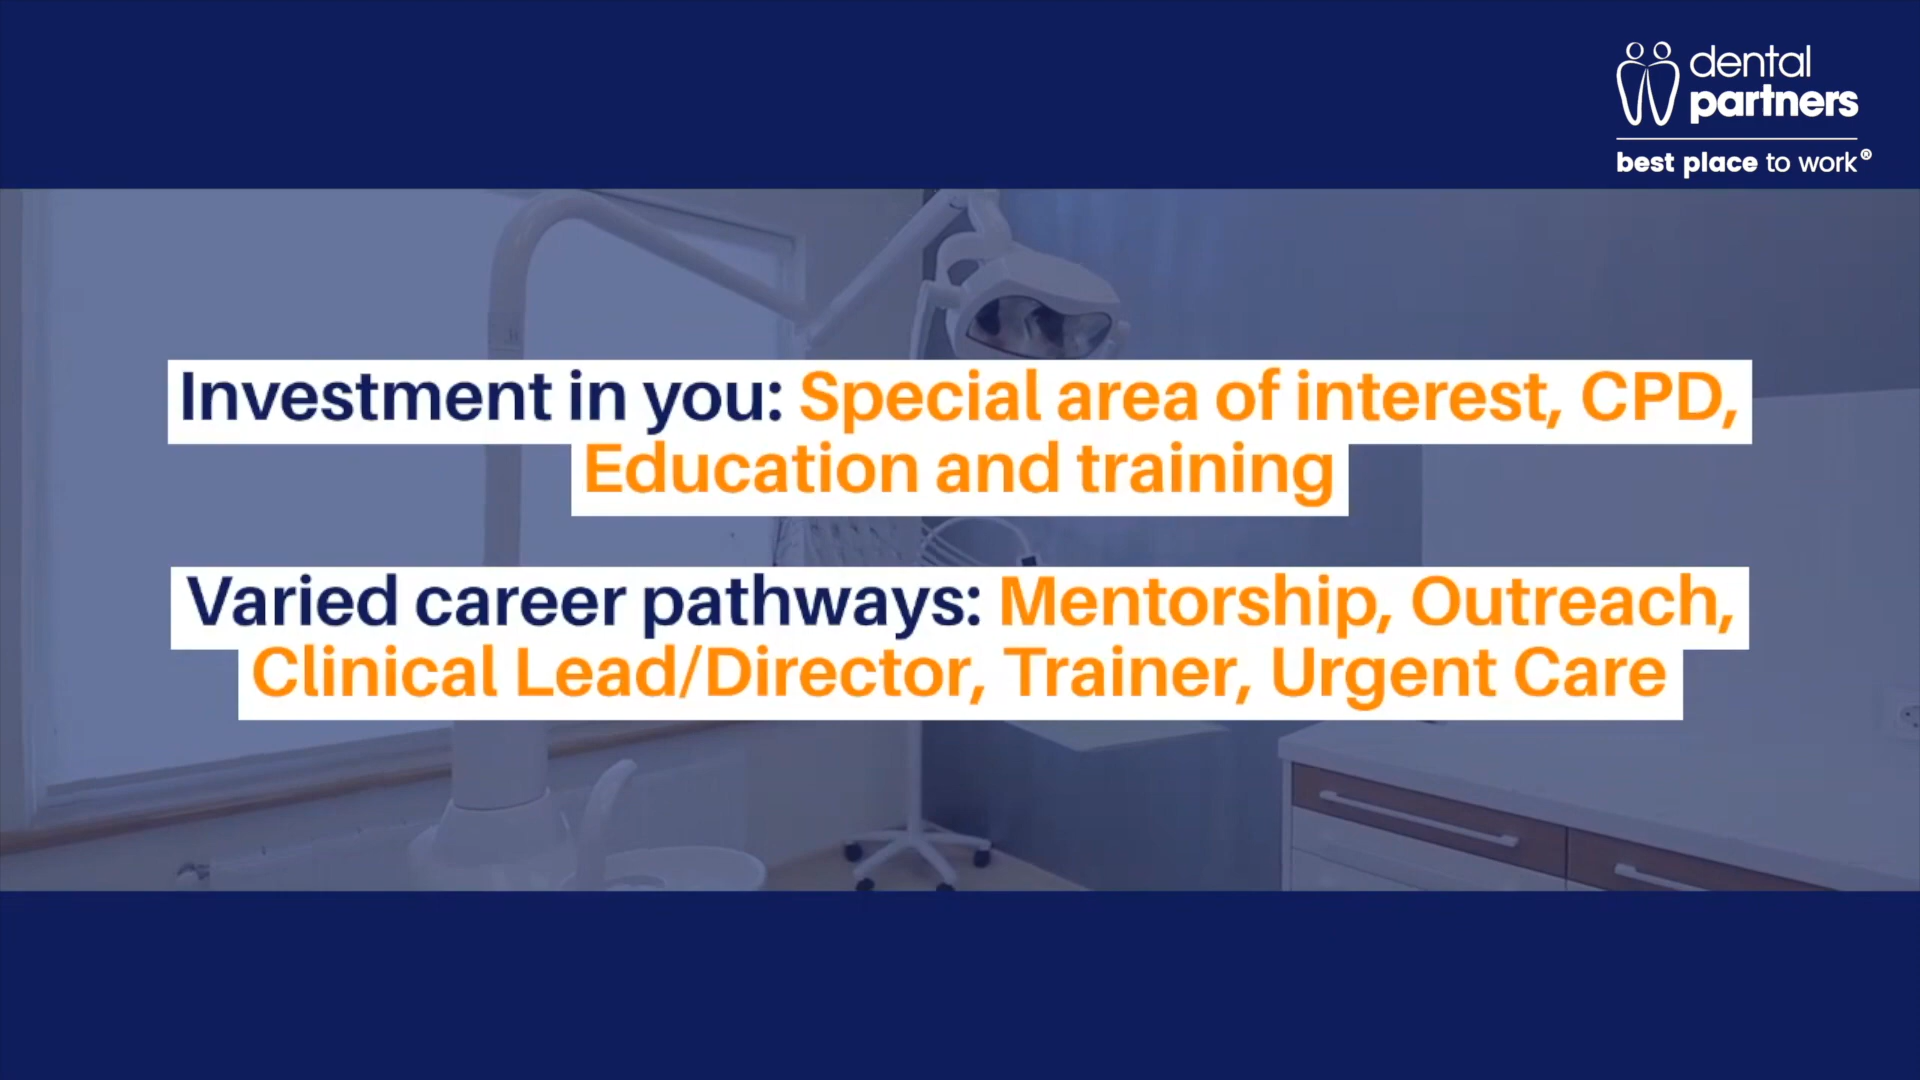 dental
partners
best place to work®
Investment in you: Special area of interest, CPD,
Education and training
Varied career pathways: Mentorship, Outreach,
Clinical Lead/Director, Trainer, Urgent Care